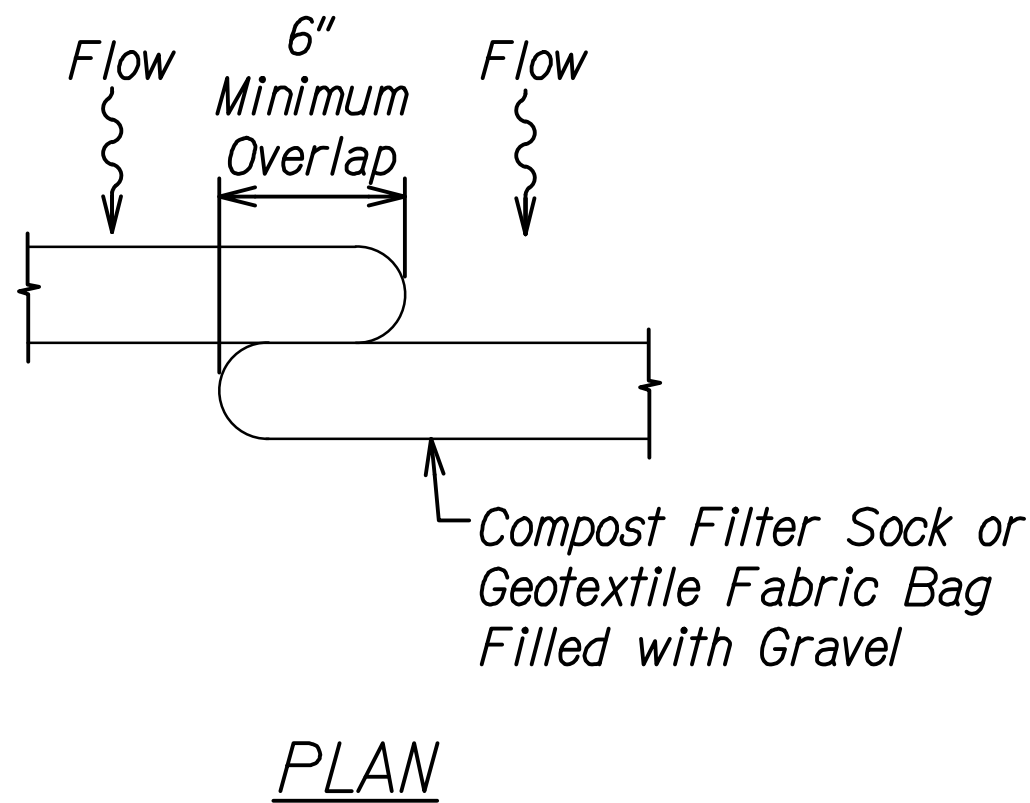 Flow
6"
Minimum
Overlap
Flow
Compost Filter Sock or
Geotextile Fabric Bag
Filled with Gravel
PLAN